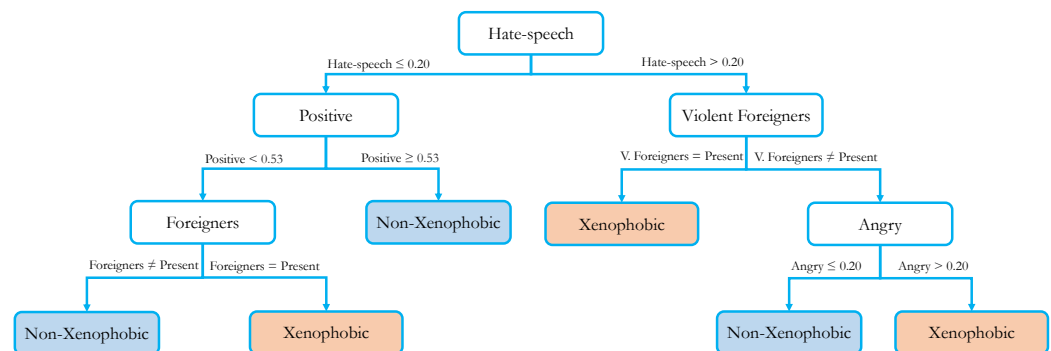 Hate-speech
Hate-speech ≤ 0.20
Hate-speech > 0.20
Positive
Violent Foreigners
Positive < 0.53
Positive ≥ 0.53
V. Foreigners = Present
V. Foreigners ≠ Present
Foreigners
Non-Xenophobic
Xenophobic
Angry
Foreigners ≠ Present
Foreigners = Present
Angry ≤ 0.20
Angry > 0.20
Non-Xenophobic
Xenophobic
Non-Xenophobic
Xenophobic